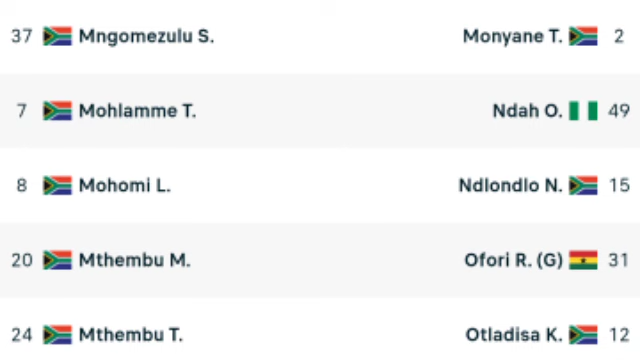 37 Mngomezulu S. Monyane T. 2
7 Mohlamme T. Ndah O. 49
8 Mohomi L. Ndlondlo N. 15
20 Mthembu M. Ofori R. (G) 31
24 Mthembu T. Otladisa K. 12